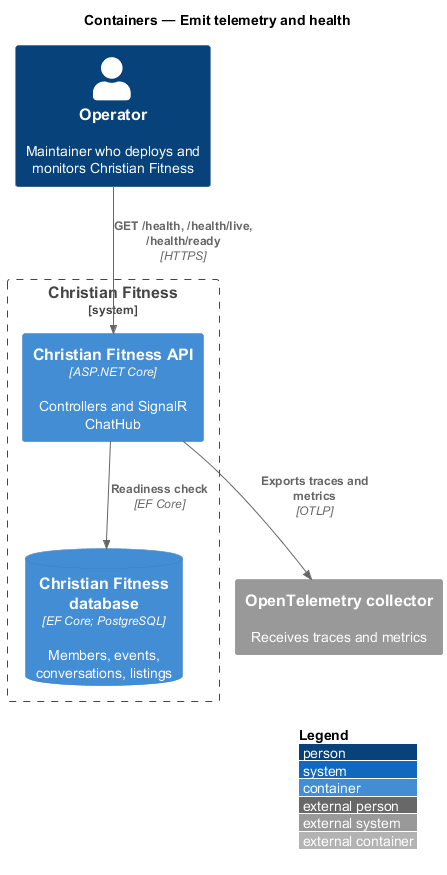 Containers — Emit telemetry and health
Operator
Maintainer who deploys and
monitors Christian Fitness
GET /health, /health/live,
/health/ready
[HTTPS]
Christian Fitness
[system]
Christian Fitness API
[ASP.NET Core]
Controllers and SignalR
ChatHub
Readiness check
[EF Core]
Exports traces and
metrics
[OTLP]
Christian Fitness
database
[EF Core; PostgreSQL]
Members, events,
conversations, listings
OpenTelemetry collector
Receives traces and metrics
Legend
person
system
container
external person
external system
external container